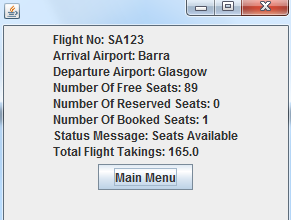 Flight No: SA123
Arrival Airport: Barra
Departure Airport: Glasgow
Number Of Free Seats: 89
Number Of Reserved Seats: 0
Number Of Booked Seats: 1
Status Message: Seats Available
Total Flight Takings: 165.0
Main Menu